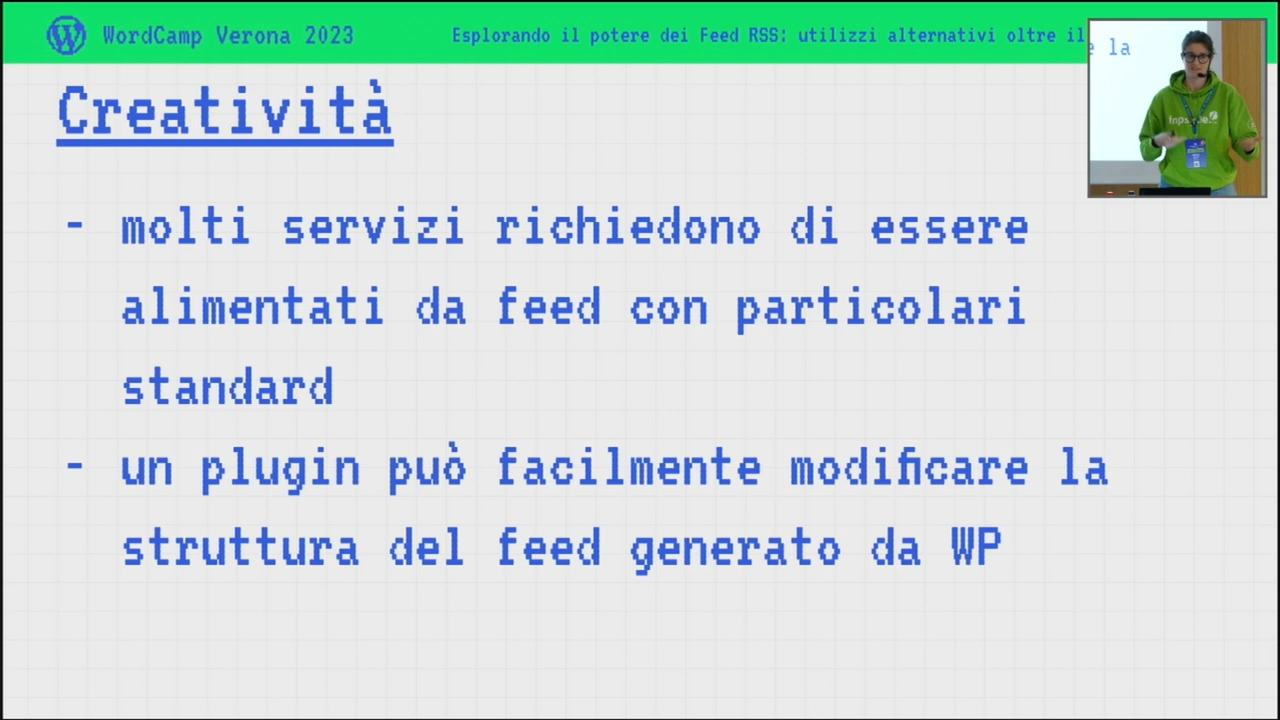 WordCamp Verona 2023
Esplorando il potere dei Feed RSS: utilizzi alternativi oltre il
Creatività
- molti servizi richiedono di essere
alimentati da feed con particolari
standard
- un plugin può facilmente modificare la
struttura del feed generato da WP
la